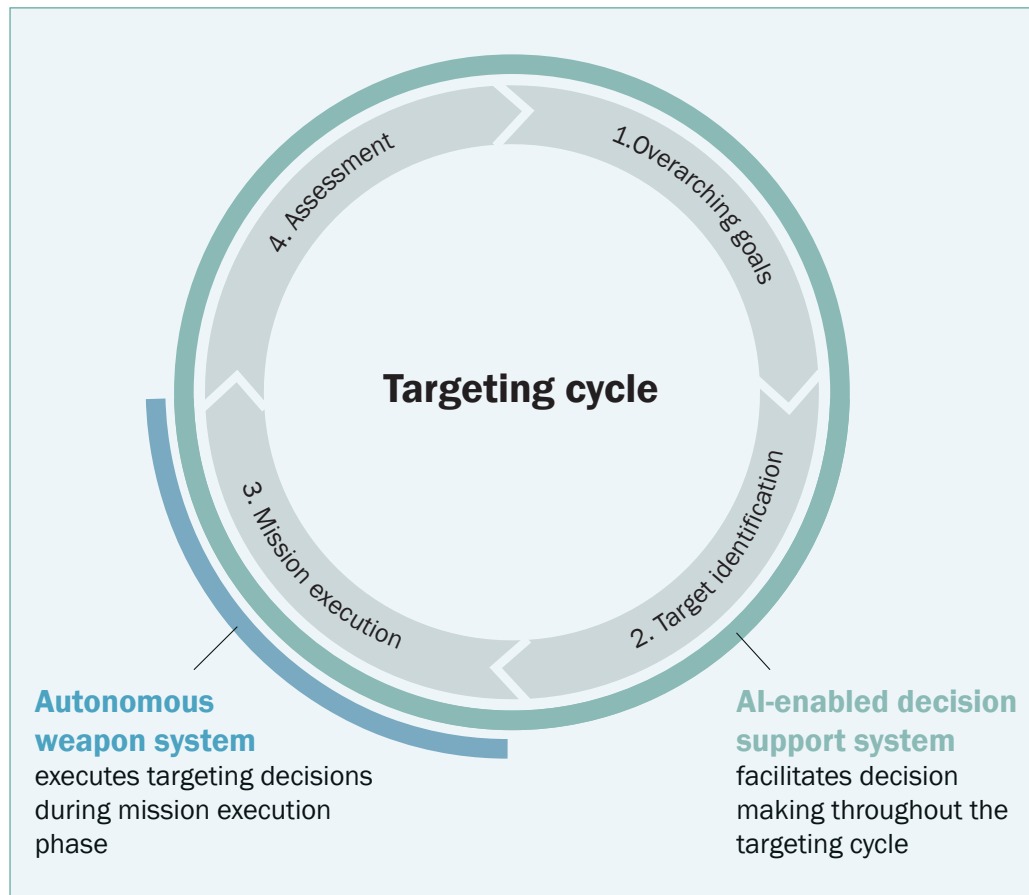 1.Overarching goals
2. Target identification
3. Mission execution
4. Assessment
Targeting cycle
Autonomous
weapon system
executes targeting decisions
during mission execution
phase
AI-enabled decision
support system
facilitates decision
making throughout the
targeting cycle